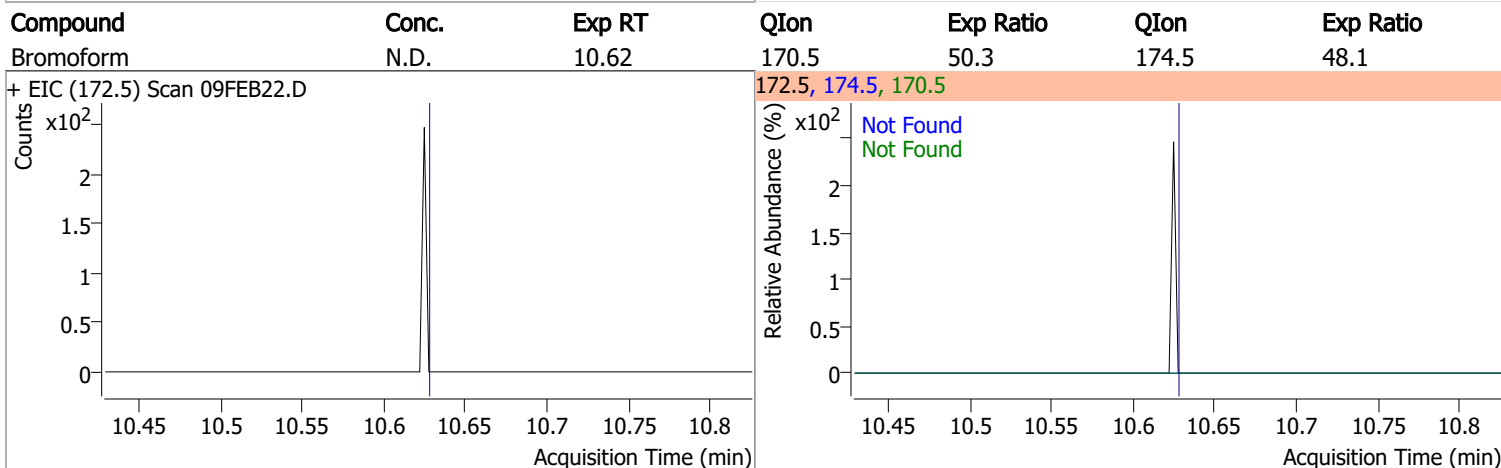 Compound Conc. Exp RT QIon Exp Ratio QIon Exp Ratio
Bromoform N.D. 10.62 170.5 50.3 174.5 48.1
+ EIC (172.5) Scan 09FEB22.D
Counts
x10²
2
1.5
1
0.5
0
10.45 10.5 10.55 10.6 10.65 10.7 10.75 10.8
Acquisition Time (min)
172.5, 174.5, 170.5
Relative Abundance (%)
x10²
Not Found
Not Found
2
1.5
1
0.5
0
10.45 10.5 10.55 10.6 10.65 10.7 10.75 10.8
Acquisition Time (min)